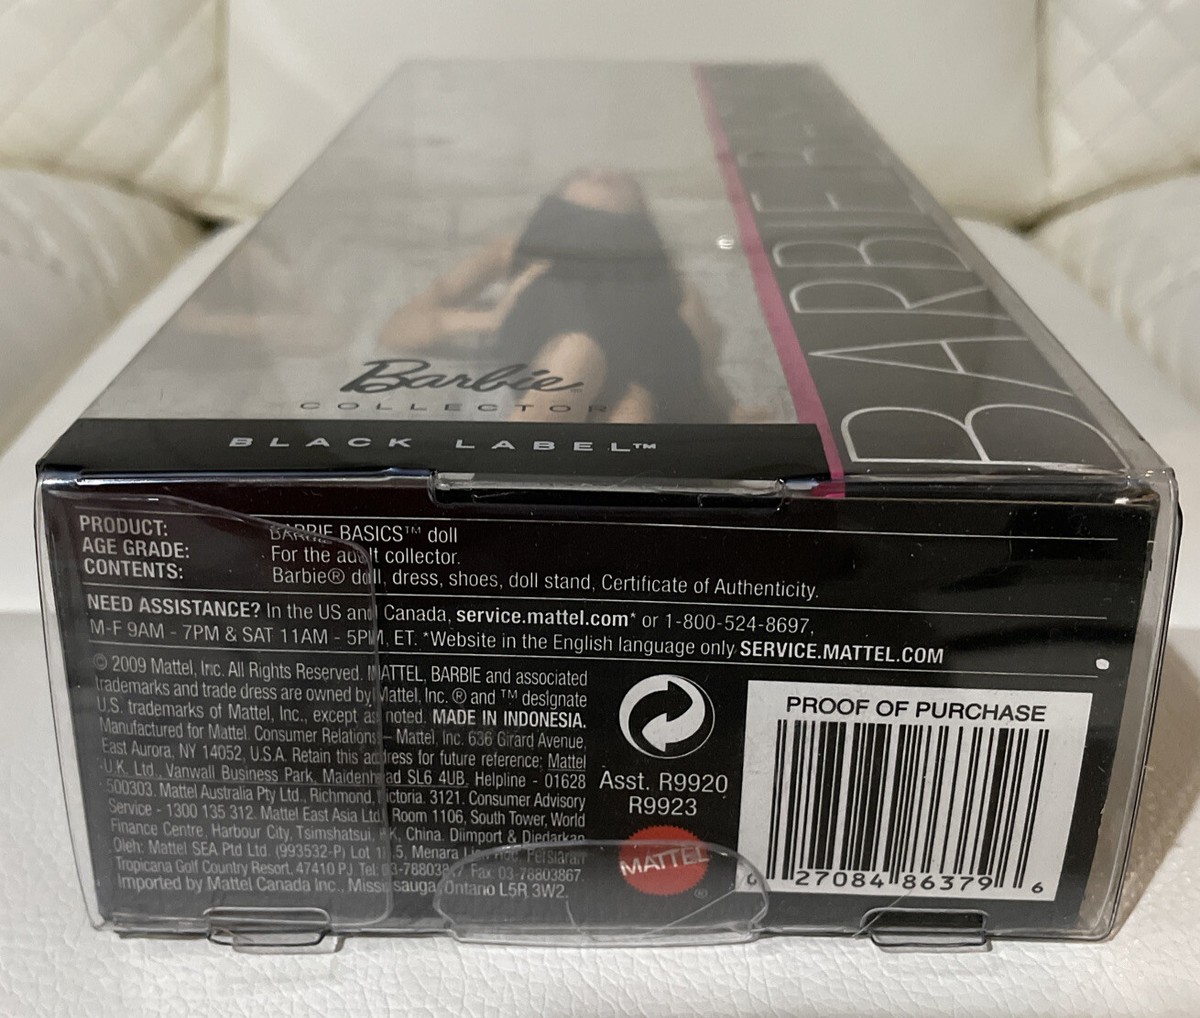 BARBIE
Barbie
COLLECTOR
BLACK LABEL™
PRODUCT: BARBIE BASICS™ doll
AGE GRADE: For the adult collector.
CONTENTS: Barbie® doll, dress, shoes, doll stand, Certificate of Authenticity.
NEED ASSISTANCE? In the US and Canada, service.mattel.com* or 1-800-524-8697,
M-F 9AM - 7PM & SAT 11AM - 5PM, ET. *Website in the English language only SERVICE.MATTEL.COM
© 2009 Mattel, Inc. All Rights Reserved. MATTEL, BARBIE and associated
trademarks and trade dress are owned by Mattel, Inc. ® and ™ designate
U.S. trademarks of Mattel, Inc., except as noted. MADE IN INDONESIA.
Manufactured for Mattel. Consumer Relations – Mattel, Inc. 636 Girard Avenue,
East Aurora, NY 14052, U.S.A. Retain this address for future reference: Mattel
U.K. Ltd., Vanwall Business Park, Maidenhead SL6 4UB. Helpline - 01628
500303. Mattel Australia Pty Ltd., Richmond, Victoria. 3121. Consumer Advisory
Service - 1300 135 312. Mattel East Asia Ltd. Room 1106, South Tower, World
Finance Centre, Harbour City, Tsimshatsui, HK, China. Diimport & Diedarkan
Oleh: Mattel SEA Ptd Ltd. (993532-P) Lot Menara Persiaran
Tropicana Golf Country Resort, 47410 PJ. Tel: Fax: 03-78803867.
Imported by Mattel Canada Inc., Mississauga, Ontario L5R 3W2.
Asst. R9920
R9923
MATTEL
®
PROOF OF PURCHASE
0 27084 86379 6